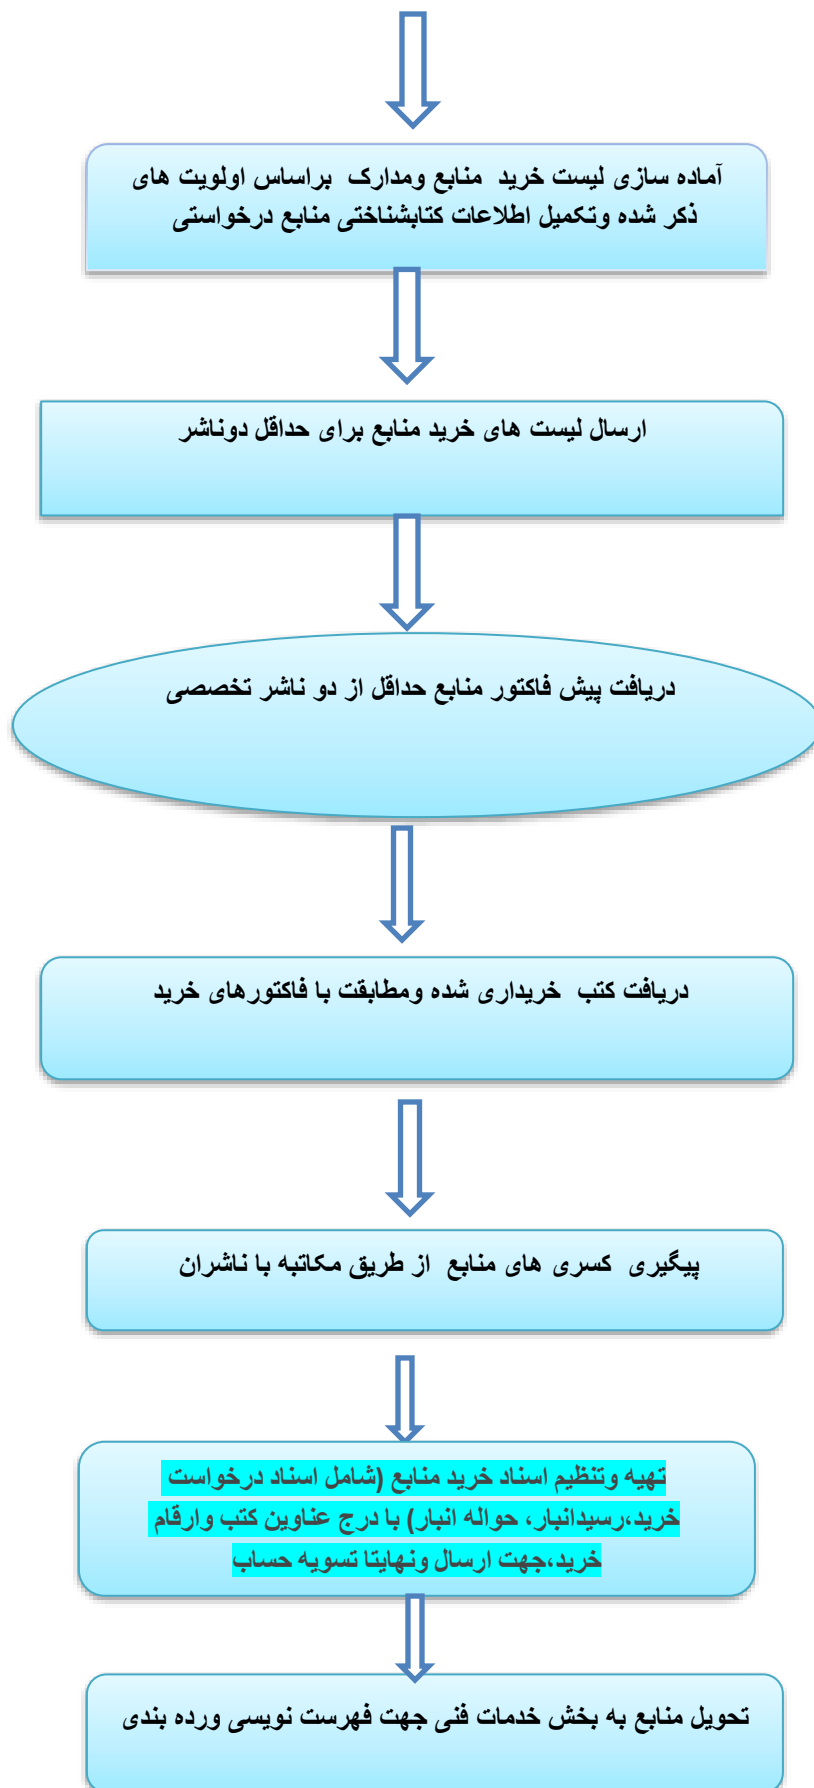 آماده سازی لیست خرید منابع ومدارک براساس اولویت های
ذکر شده وتکمیل اطلاعات کتابشناختی منابع درخواستی
ارسال لیست های خرید منابع برای حداقل دوناشر
دریافت پیش فاکتور منابع حداقل از دو ناشر تخصصی
دریافت کتب خریداری شده ومطابقت با فاکتورهای خرید
پیگیری کسری های منابع از طریق مکاتبه با ناشران
تهیه وتنظیم اسناد خرید منابع (شامل اسناد درخواست
خرید،رسیدانبار، حواله انبار) با درج عناوین کتب وارقام
خرید،جهت ارسال ونهایتا تسویه حساب
تحویل منابع به بخش خدمات فنی جهت فهرست نویسی ورده بندی